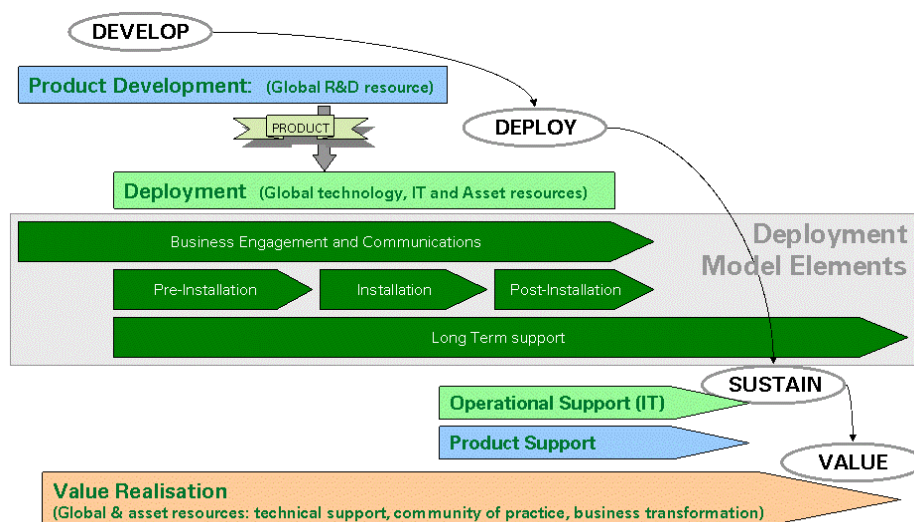 DEVELOP
Product Development: (Global R&D resource)
PRODUCT
DEPLOY
Deployment (Global technology, IT and Asset resources)
Deployment
Model Elements
Business Engagement and Communications
Pre-Installation
Installation
Post-Installation
Long Term support
SUSTAIN
Operational Support (IT)
Product Support
VALUE
Value Realisation
(Global & asset resources: technical support, community of practice, business transformation)